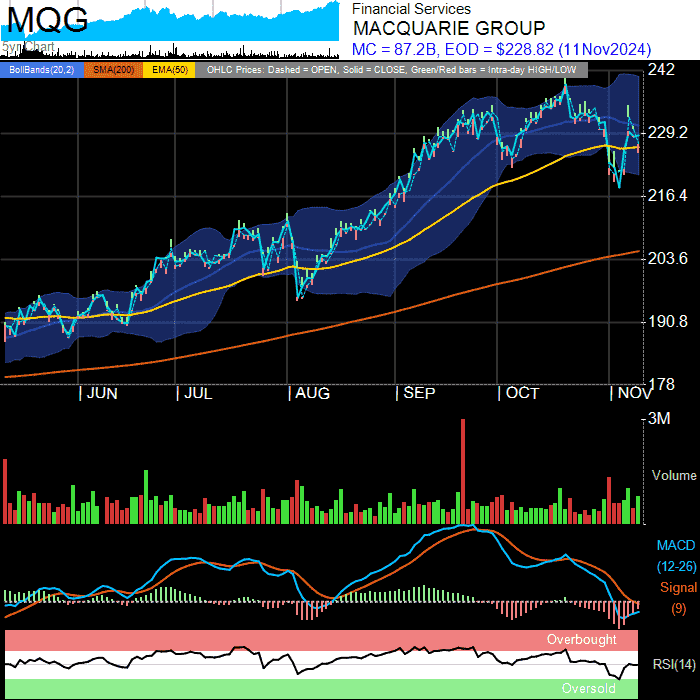 MQG
SynChart
Financial Services
MACQUARIE GROUP
MC = 87.2B, EOD = $228.82 (11Nov2024)
BollBands(20,2) SMA(200) EMA(50) OHLC Prices: Dashed = OPEN, Solid = CLOSE, Green/Red bars = Intra-day HIGH/LOW
242
229.2
216.4
203.6
190.8
178
JUN JUL AUG SEP OCT NOV
3M
Volume
MACD
(12-26)
Signal
(9)
Overbought
RSI(14)
Oversold